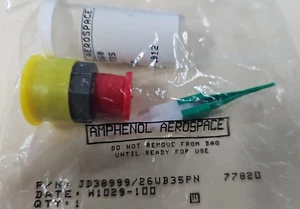 AEROSPACE
AMPHENOL AEROSPACE
DO NOT REMOVE FROM BAG
UNTIL READY FOR USE
P/N: JD38999/26WB35PN 77820
DATE: W1029-100
QTY: 1